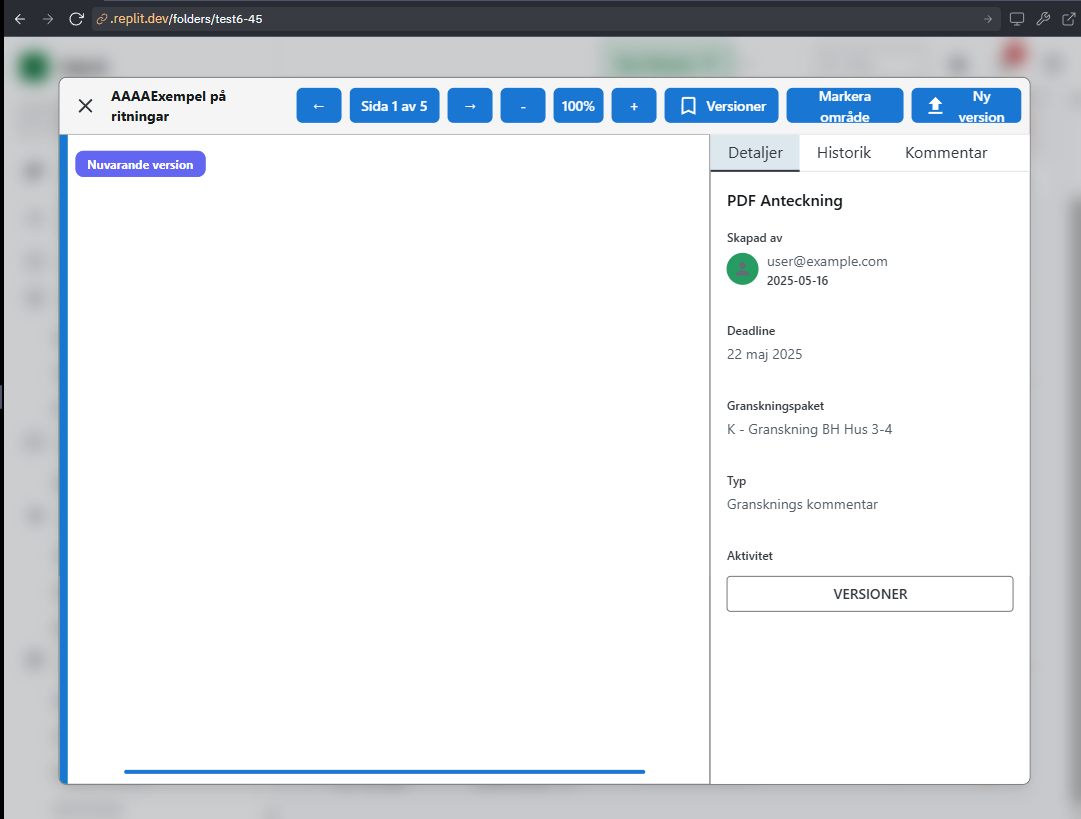 .replit.dev/folders/test6-45
AAAAExempel på
ritningar
←
Sida 1 av 5
→
-
100%
+
Versioner
Markera
område
Ny
version
Nuvarande version
Detaljer
Historik
Kommentar
PDF Anteckning
Skapad av
user@example.com
2025-05-16
Deadline
22 maj 2025
Granskningspaket
K - Granskning BH Hus 3-4
Typ
Gransknings kommentar
Aktivitet
VERSIONER